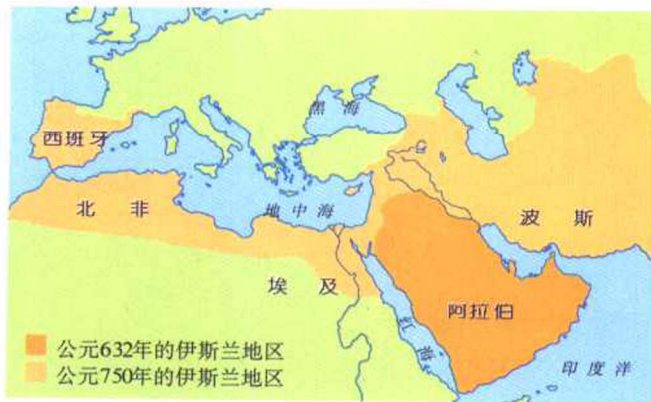 黑海
西班牙
北非
地中海
波斯
埃及
阿拉伯
红海
印度洋
公元632年的伊斯兰地区
公元750年的伊斯兰地区